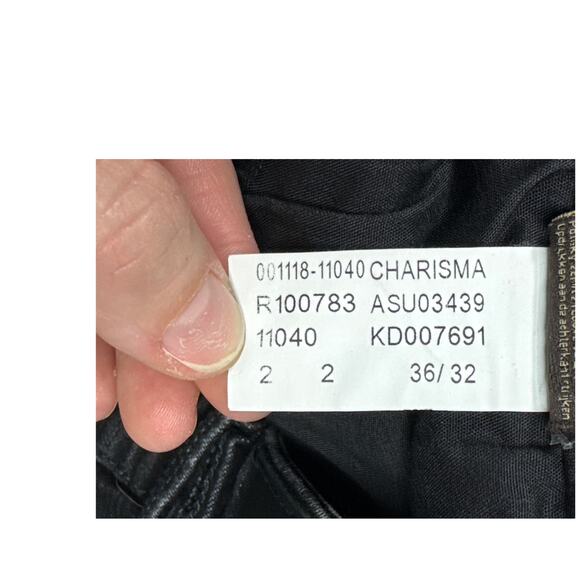 001118-11040 CHARISMA
R100783 ASU03439
11040 KD007691
2 2 36/ 32